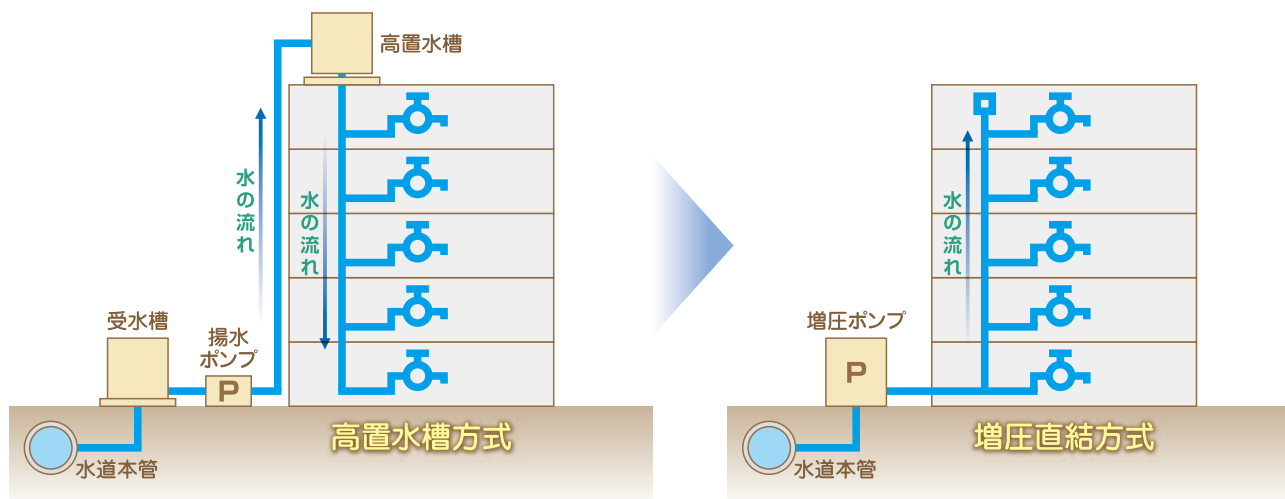 高置水槽
水の流れ
水の流れ
受水槽
揚水
ポンプ
P
高置水槽方式
水道本管
水の流れ
増圧ポンプ
P
増圧直結方式
水道本管